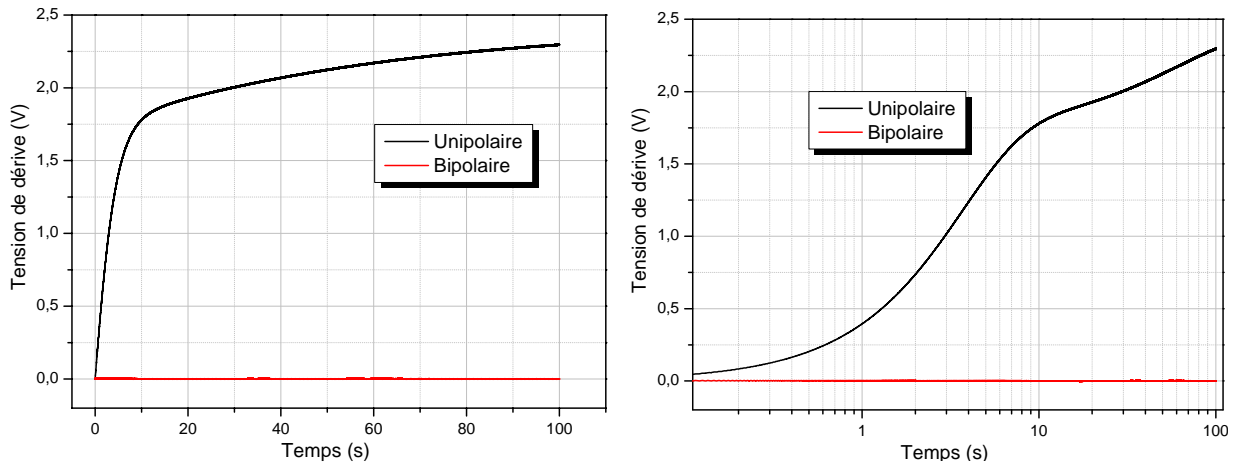 2,5
2,0
1,5
1,0
0,5
0,0
Tension de dérive (V)
0
20
40
60
80
100
Temps (s)
Unipolaire
Bipolaire
2,5
2,0
1,5
1,0
0,5
0,0
Tension de dérive (V)
1
10
100
Temps (s)
Unipolaire
Bipolaire